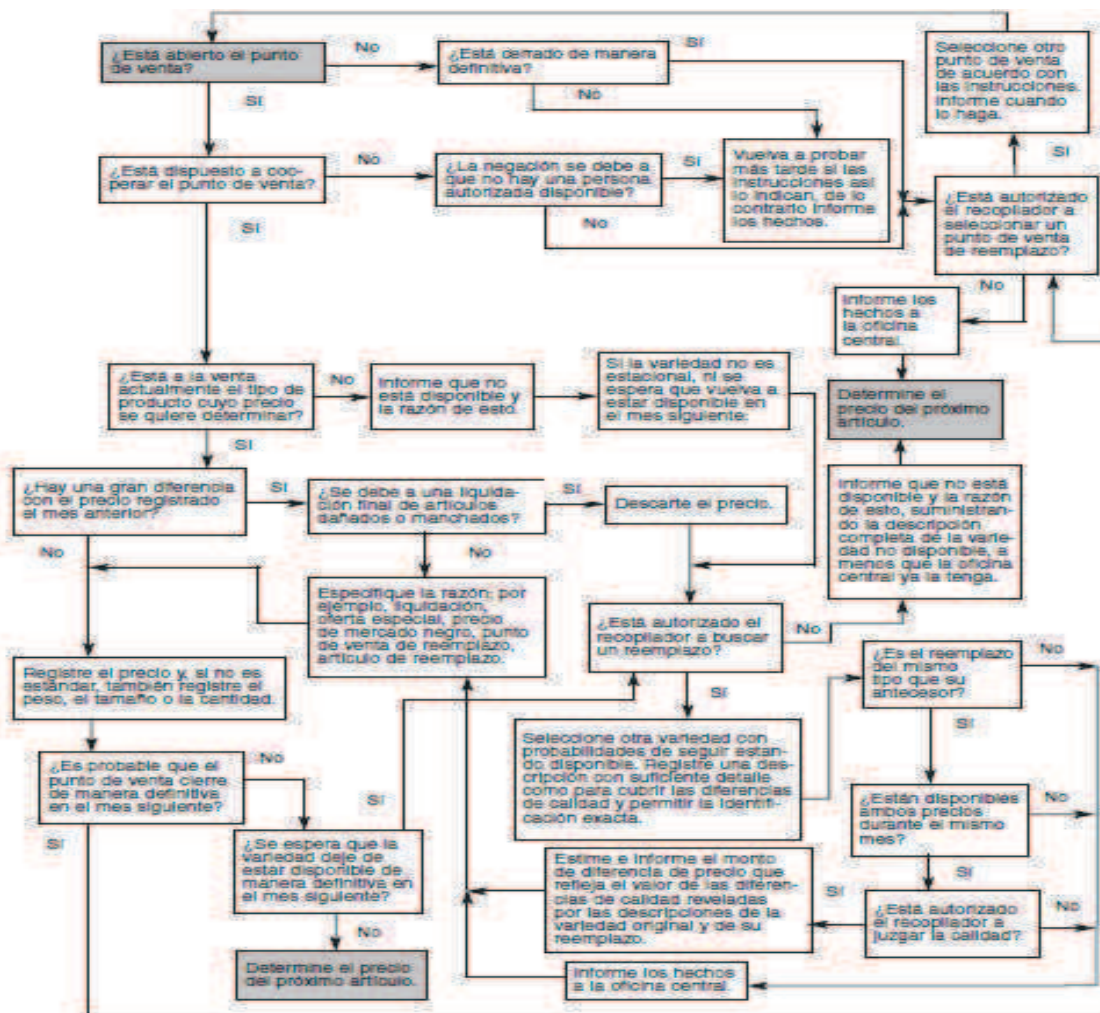 ¿Está abierto el punto
de venta?
No
¿Está cerrado de manera
definitiva?
Sí
Seleccione otro
punto de venta
de acuerdo con
las instrucciones.
Informe cuando
lo haga.
Sí
No
Sí
¿Está dispuesto a coo-
perar el punto de venta?
No
¿La negación se debe a
que no hay una persona
autorizada disponible?
Sí
Vuelva a probar
más tarde si las
instrucciones así
lo indican, de lo
contrario informe
los hechos.
¿Está autorizado
el recopilador a
seleccionar un
punto de venta
de reemplazo?
Sí
No
No
Informe los
hechos a
la oficina
central.
¿Está a la venta
actualmente el tipo de
producto cuyo precio
se quiere determinar?
No
Informe que no
está disponible y
la razón de esto.
Si la variedad no es
estacional, ni se
espera que vuelva a
estar disponible en
el mes siguiente:
Determine el
precio del próximo
artículo.
Sí
¿Hay una gran diferencia
con el precio registrado
el mes anterior?
Sí
¿Se debe a una liquida-
ción final de artículos
dañados o manchados?
Sí
Descarte el precio.
Informe que no está
disponible y la razón
de esto, suministran-
do la descripción
completa de la varie-
dad no disponible, a
menos que la oficina
central ya la tenga.
No
No
Especifique la razón; por
ejemplo, liquidación,
oferta especial, precio
de mercado negro, punto
de venta de reemplazo,
artículo de reemplazo.
¿Está autorizado el
recopilador a buscar
un reemplazo?
No
¿Es el reemplazo
del mismo
tipo que su
antecesor?
No
Registre el precio y, si no es
estándar, también registre el
peso, el tamaño o la cantidad.
Sí
Sí
Seleccione otra variedad con
probabilidades de seguir estan-
do disponible. Registre una des-
cripción con suficiente detalle
como para cubrir las diferencias
de calidad y permitir la identifi-
cación exacta.
¿Es probable que el
punto de venta cierre
de manera definitiva
en el mes siguiente?
No
Sí
¿Están disponibles
ambos precios
durante el mismo
mes?
No
Sí
¿Se espera que la
variedad deje de
estar disponible de
manera definitiva en
el mes siguiente?
Estime e informe el monto
de diferencia de precio que
refleja el valor de las diferen-
cias de calidad reveladas
por las descripciones de la
variedad original y de su
reemplazo.
Sí
Sí
¿Está autorizado
el recopilador a
juzgar la calidad?
No
No
Determine el precio
del próximo artículo.
Informe los hechos
a la oficina central.